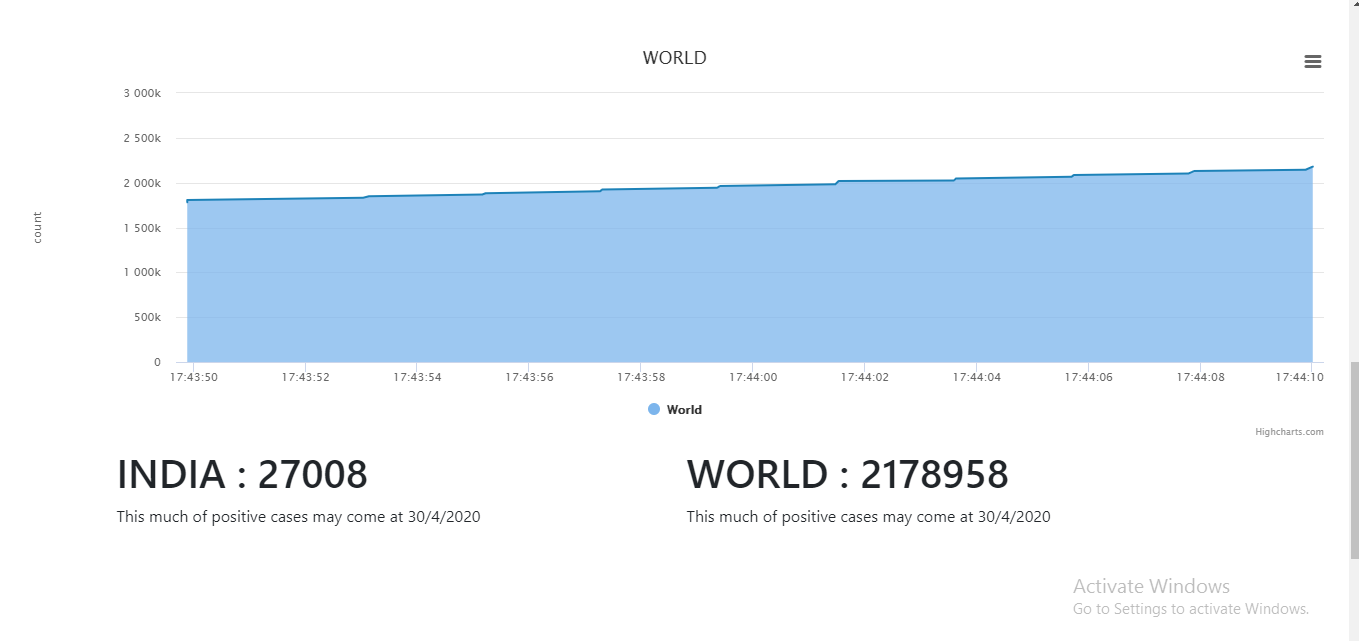 WORLD
3 000k
2 500k
2 000k
1 500k
1 000k
500k
0
count
17:43:50 17:43:52 17:43:54 17:43:56 17:43:58 17:44:00 17:44:02 17:44:04 17:44:06 17:44:08 17:44:10
World
Highcharts.com
INDIA : 27008
This much of positive cases may come at 30/4/2020
WORLD : 2178958
This much of positive cases may come at 30/4/2020
Activate Windows
Go to Settings to activate Windows.